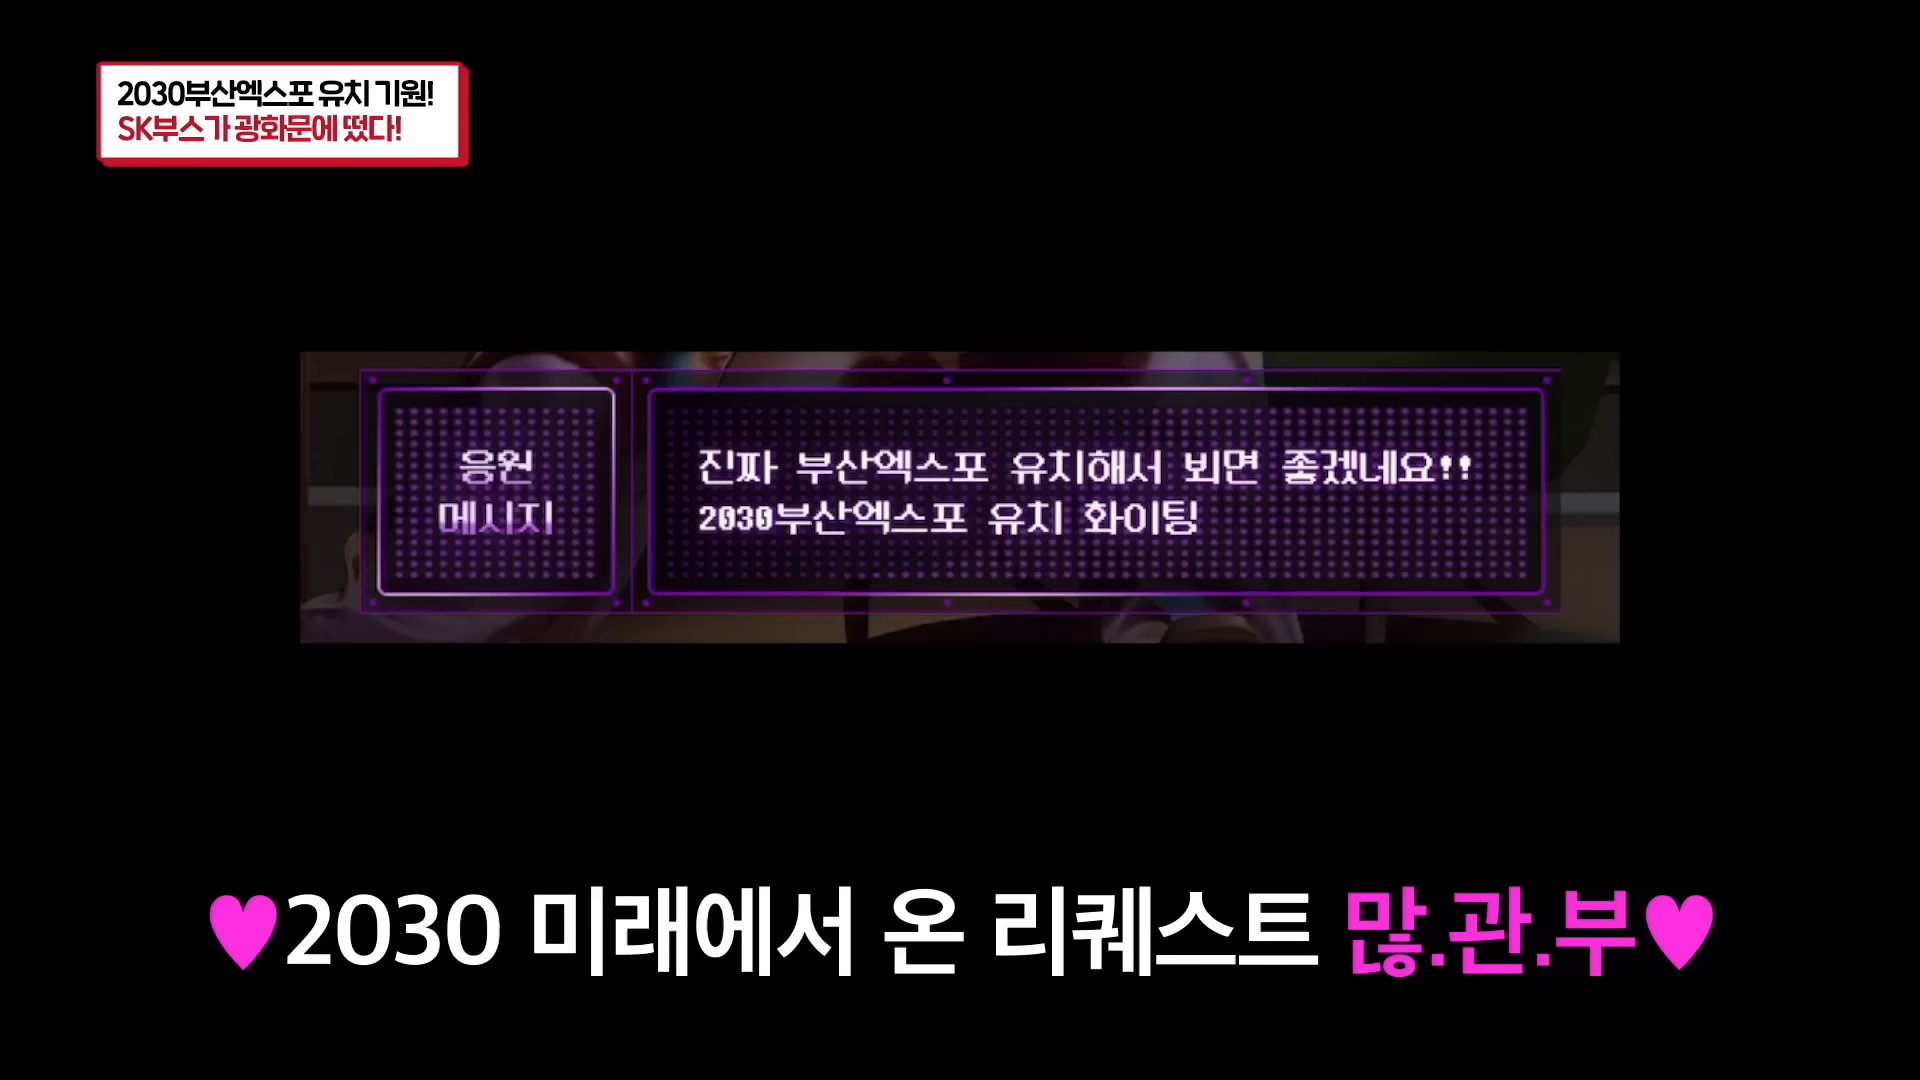 2030부산엑스포 유치 기원!
SK부스가 광화문에 떴다!
응원
메시지
진짜 부산엑스포 유치해서 뵈면 좋겠네요!!
2030부산엑스포 유치 화이팅
♥2030 미래에서 온 리퀘스트 많.관.부♥